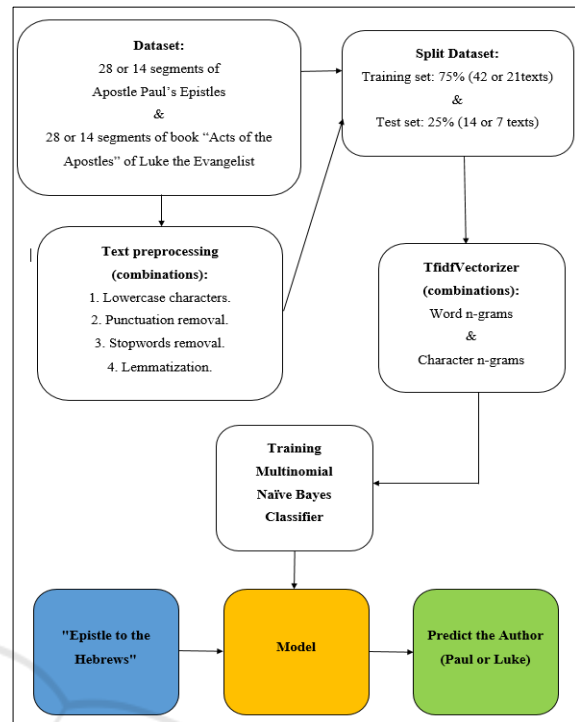 Dataset:
28 or 14 segments of
Apostle Paul's Epistles
&
28 or 14 segments of book “Acts of the
Apostles” of Luke the Evangelist
Split Dataset:
Training set: 75% (42 or 21texts)
&
Test set: 25% (14 or 7 texts)
Text preprocessing
(combinations):
1. Lowercase characters.
2. Punctuation removal.
3. Stopwords removal.
4. Lemmatization.
TfidfVectorizer
(combinations):
Word n-grams
&
Character n-grams
Training
Multinomial
Naïve Bayes
Classifier
"Epistle to the
Hebrews"
Model
Predict the Author
(Paul or Luke)